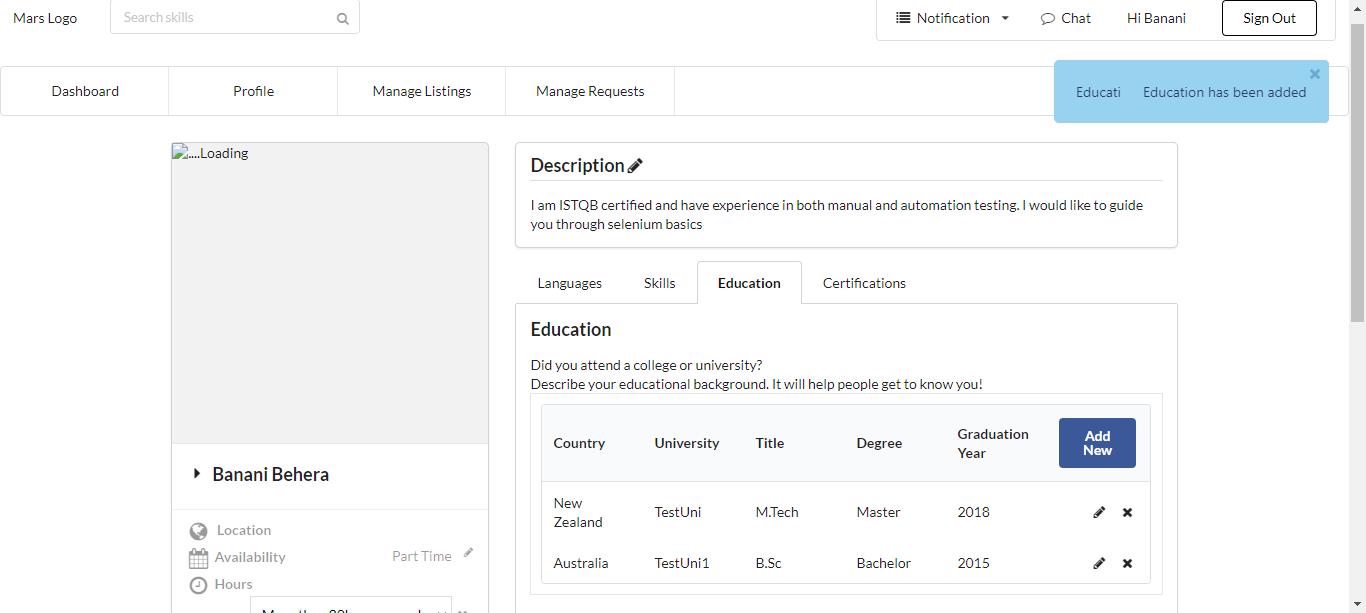 Mars Logo
Search skills
Notification
Chat
Hi Banani
Sign Out
Dashboard
Profile
Manage Listings
Manage Requests
Educati
Education has been added
....Loading
Description
I am ISTQB certified and have experience in both manual and automation testing. I would like to guide
you through selenium basics
Languages
Skills
Education
Certifications
Education
Did you attend a college or university?
Describe your educational background. It will help people get to know you!
Country University Title Degree Graduation Year
Add New
New Zealand TestUni M.Tech Master 2018
Australia TestUni1 B.Sc Bachelor 2015
Banani Behera
Location
Availability Part Time
Hours